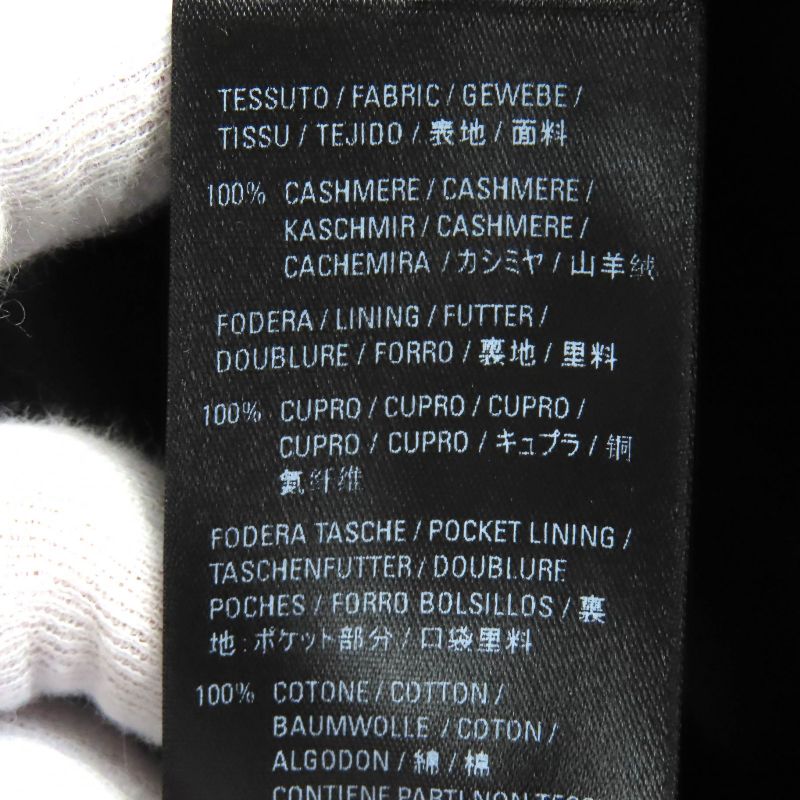 TESSUTO / FABRIC / GEWEBE /
TISSU / TEJIDO / 表地 / 面料
100% CASHMERE / CASHMERE /
KASCHMIR / CASHMERE /
CACHEMIRA / カシミヤ / 山羊绒
FODERA / LINING / FUTTER /
DOUBLURE / FORRO / 裏地 / 里料
100% CUPRO / CUPRO / CUPRO /
CUPRO / CUPRO / キュプラ / 铜
氨纤维
FODERA TASCHE / POCKET LINING /
TASCHENFUTTER / DOUBLURE
POCHES / FORRO BOLSILLOS / 裏
地:ポケット部分 / 口袋里料
100% COTONE / COTTON /
BAUMWOLLE / COTON /
ALGODON / 綿 / 棉
CONTIENE PARTI NON